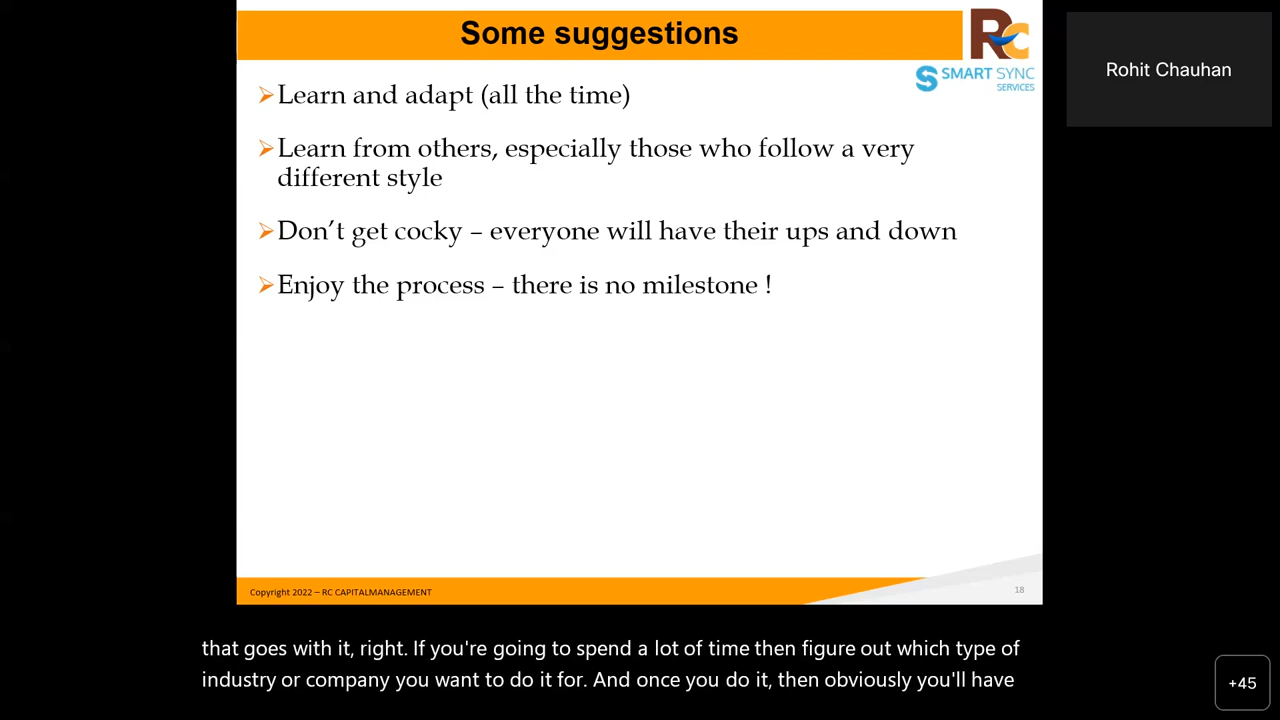 Some suggestions
RC
SMART SYNC
SERVICES
Rohit Chauhan
Learn and adapt (all the time)
Learn from others, especially those who follow a very
different style
Don’t get cocky – everyone will have their ups and down
Enjoy the process – there is no milestone !
Copyright 2022 – RC CAPITALMANAGEMENT
18
that goes with it, right. If you're going to spend a lot of time then figure out which type of
industry or company you want to do it for. And once you do it, then obviously you'll have
+45